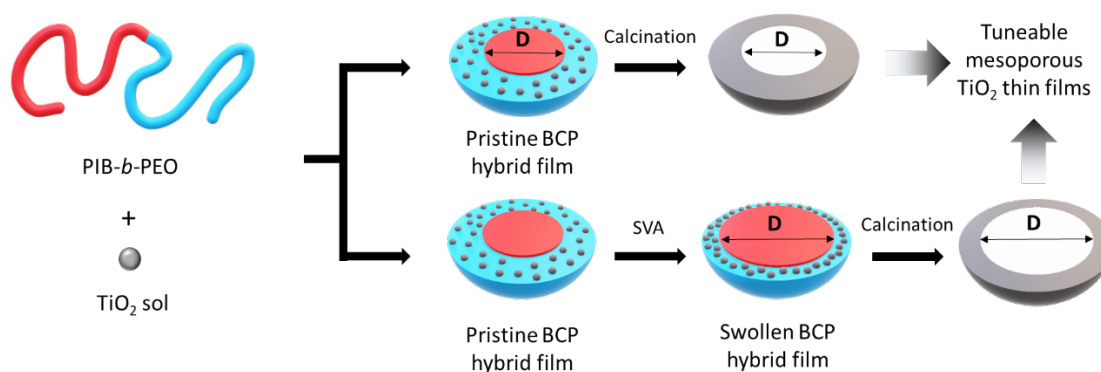 PIB-b-PEO
+
TiO₂ sol
D
Calcination
Pristine BCP
hybrid film
D
Tuneable
mesoporous
TiO₂ thin films
Pristine BCP
hybrid film
SVA
D
Swollen BCP
hybrid film
Calcination
D